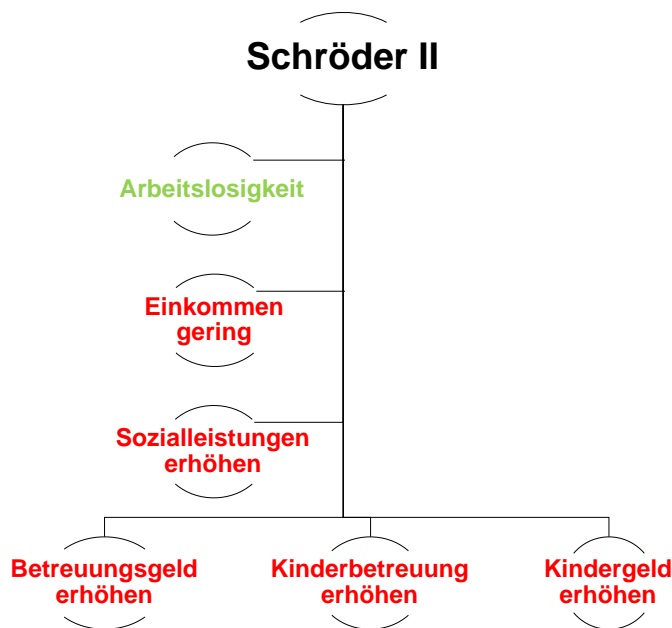 Schröder II
Arbeitslosigkeit
Einkommen
gering
Sozialleistungen
erhöhen
Betreuungsgeld
erhöhen
Kinderbetreuung
erhöhen
Kindergeld
erhöhen